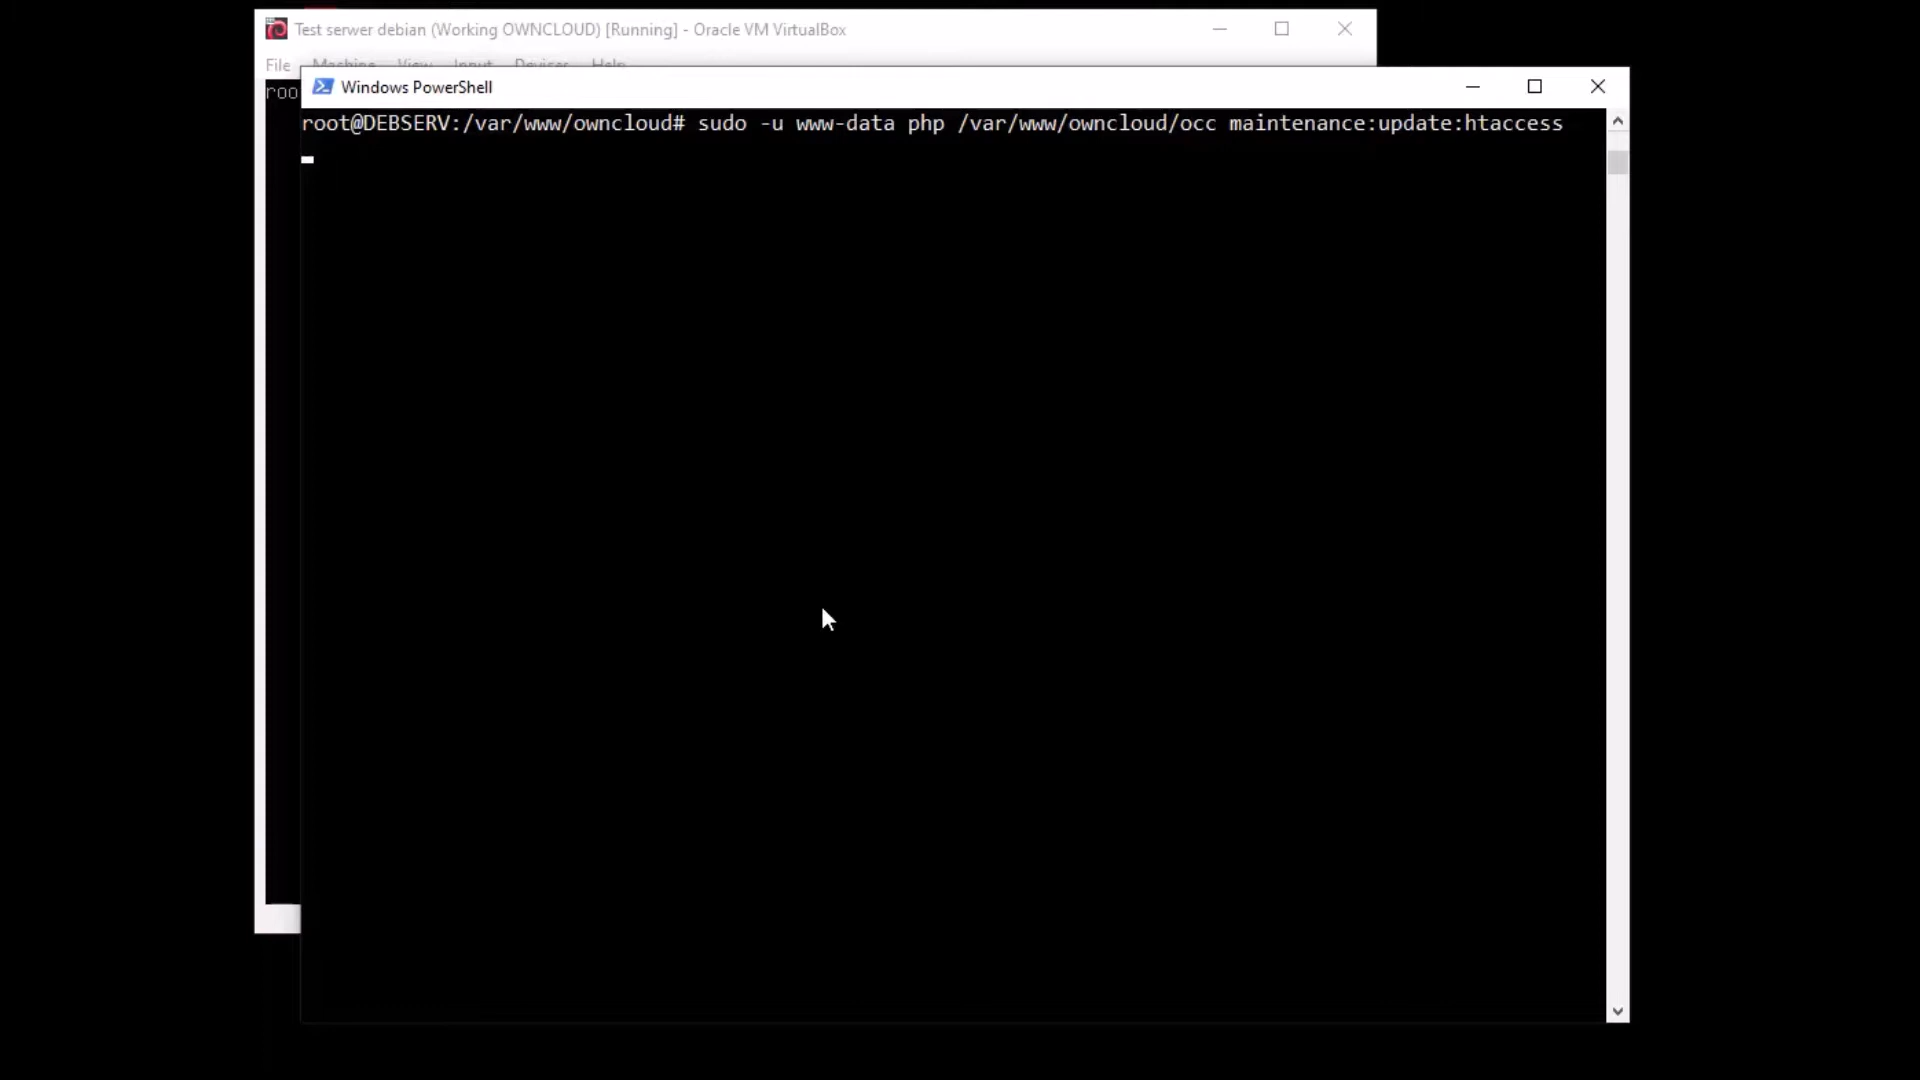 Test serwer debian (Working OWNCLOUD) [Running] - Oracle VM VirtualBox
File Machine View Input Devices Help
roo
Windows PowerShell
root@DEBSERV:/var/www/owncloud# sudo -u www-data php /var/www/owncloud/occ maintenance:update:htaccess